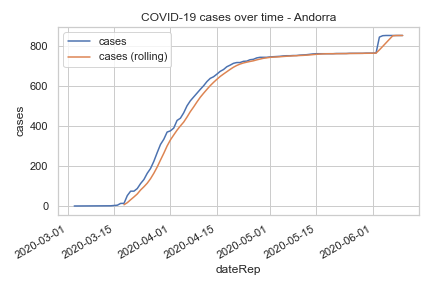 COVID-19 cases over time - Andorra
cases
cases (rolling)
800
600
400
200
0
cases
2020-03-01
2020-03-15
2020-04-01
2020-04-15
2020-05-01
2020-05-15
2020-06-01
dateRep